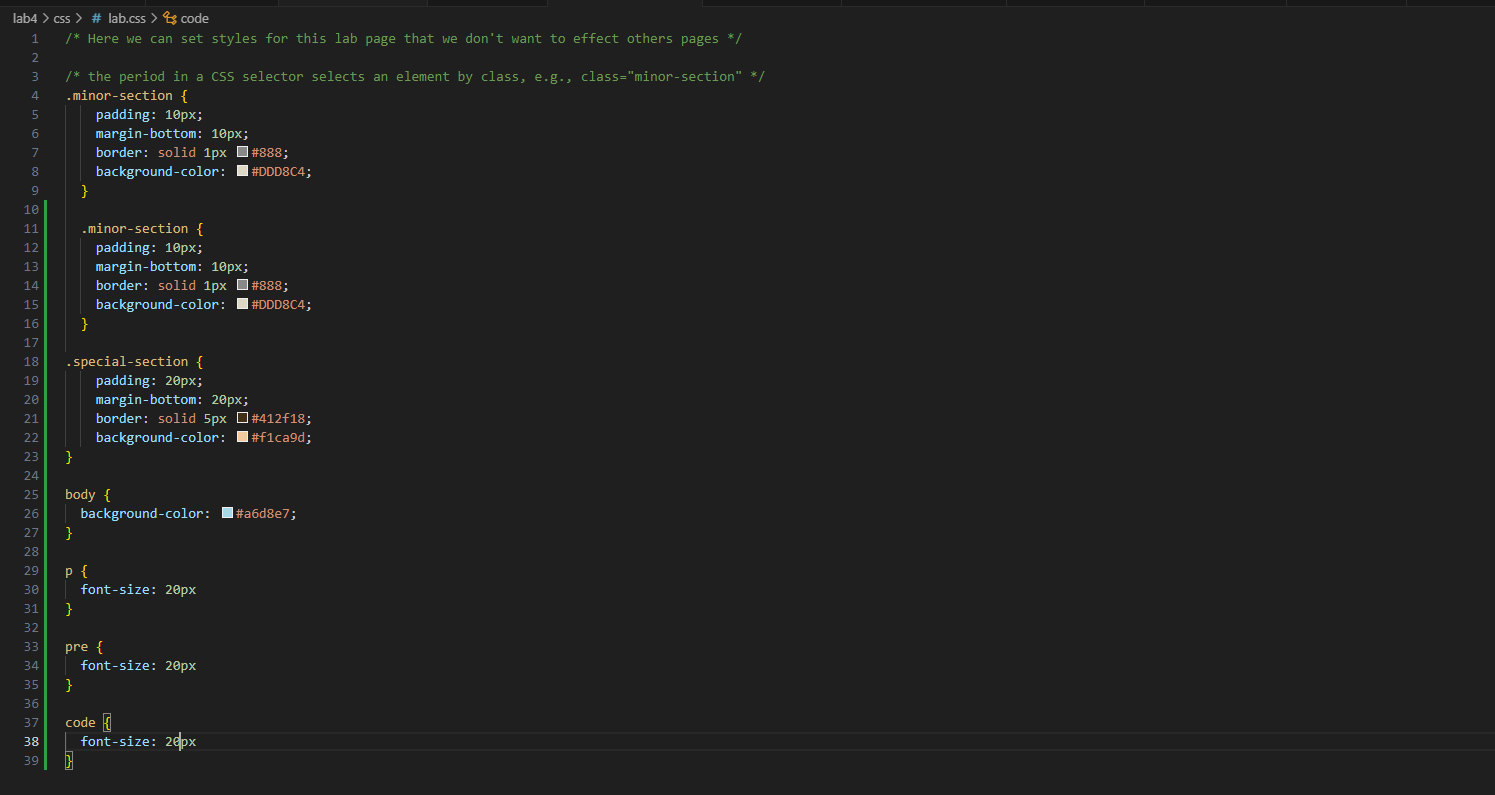 lab4 > css > # lab.css > code
1 /* Here we can set styles for this lab page that we don't want to effect others pages */
2
3 /* the period in a CSS selector selects an element by class, e.g., class="minor-section" */
4 .minor-section {
5     padding: 10px;
6     margin-bottom: 10px;
7     border: solid 1px #888;
8     background-color: #DDD8C4;
9   }
10
11   .minor-section {
12     padding: 10px;
13     margin-bottom: 10px;
14     border: solid 1px #888;
15     background-color: #DDD8C4;
16   }
17
18 .special-section {
19     padding: 20px;
20     margin-bottom: 20px;
21     border: solid 5px #412f18;
22     background-color: #f1ca9d;
23 }
24
25 body {
26   background-color: #a6d8e7;
27 }
28
29 p {
30   font-size: 20px
31 }
32
33 pre {
34   font-size: 20px
35 }
36
37 code {
38   font-size: 20px
39 }